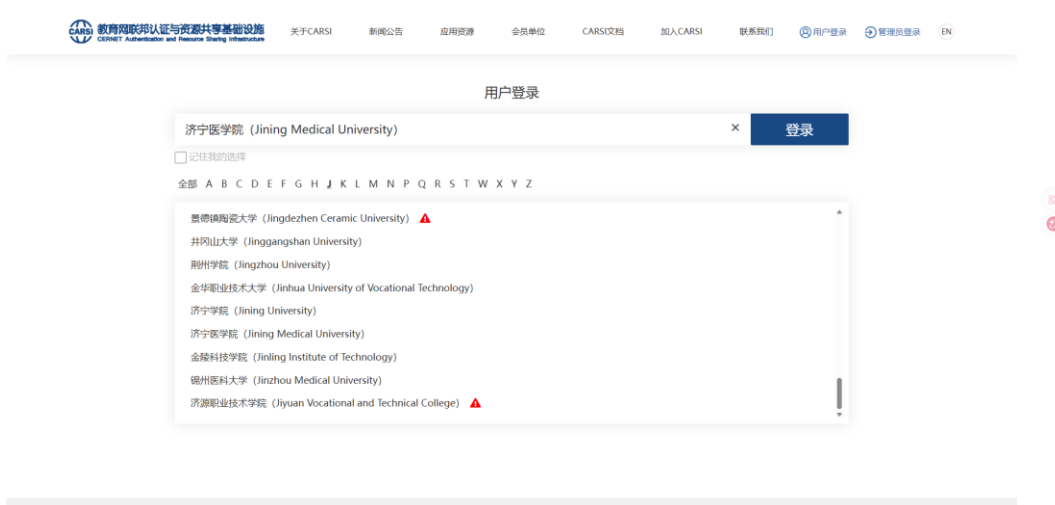 CARSI 教育网联邦认证与资源共享基础设施 关于CARSI 新闻公告 应用资源 会员单位 CARSI文档 加入CARSI 联系我们 用户登录 管理员登录 EN
CERNET Authentication and Resource Sharing Infrastructure
用户登录
济宁医学院（Jining Medical University） × 登录
记住我的选择
全部 A B C D E F G H J K L M N P Q R S T W X Y Z
景德镇陶瓷大学（Jingdezhen Ceramic University）
井冈山大学（Jinggangshan University）
荆州学院（Jingzhou University）
金华职业技术大学（Jinhua University of Vocational Technology）
济宁学院（Jining University）
济宁医学院（Jining Medical University）
金陵科技学院（Jinling Institute of Technology）
锦州医科大学（Jinzhou Medical University）
济源职业技术学院（Jiyuan Vocational and Technical College）